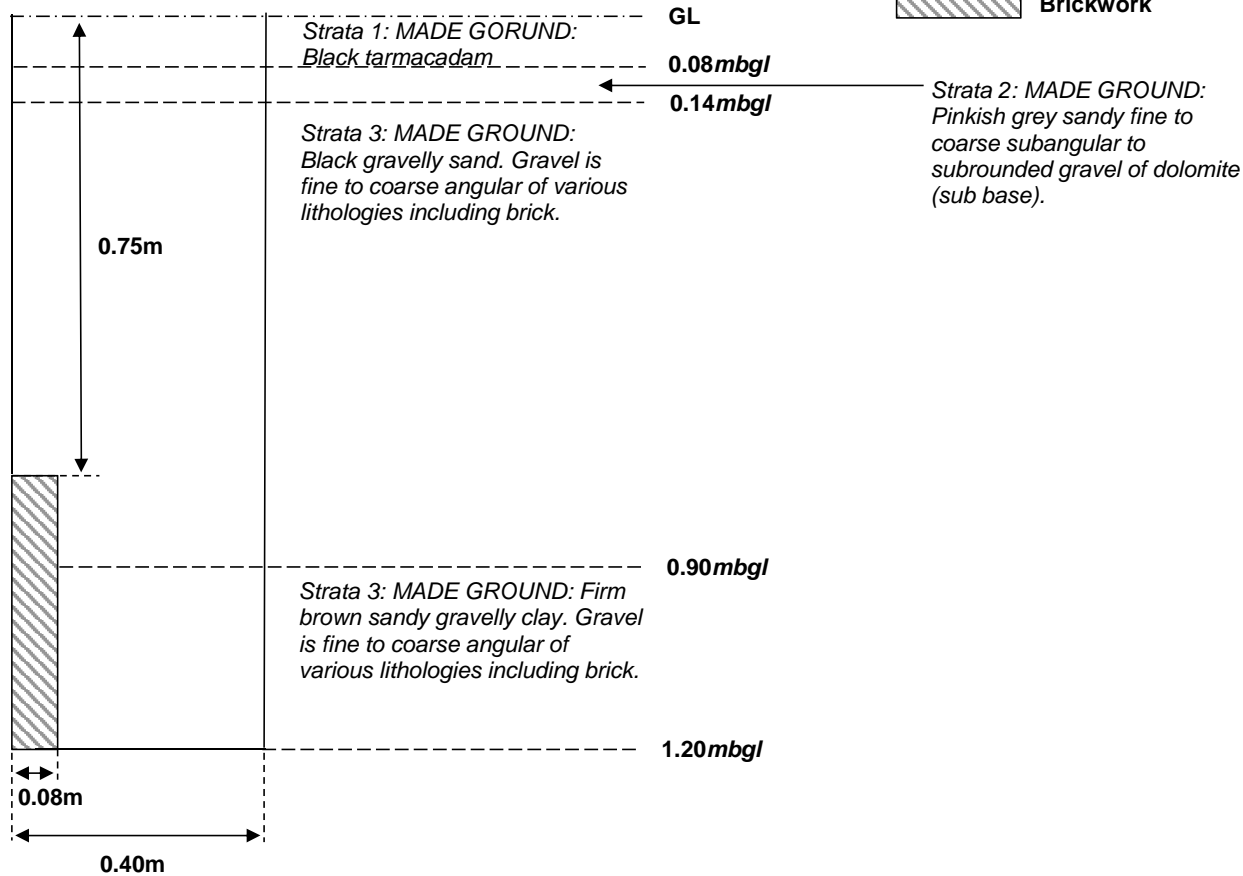 Brickwork
GL
Strata 1: MADE GORUND:
Black tarmacadam
0.08mbgl
Strata 2: MADE GROUND:
Pinkish grey sandy fine to
coarse subangular to
subrounded gravel of dolomite
(sub base).
0.14mbgl
Strata 3: MADE GROUND:
Black gravelly sand. Gravel is
fine to coarse angular of various
lithologies including brick.
0.75m
0.90mbgl
Strata 3: MADE GROUND: Firm
brown sandy gravelly clay. Gravel
is fine to coarse angular of
various lithologies including brick.
1.20mbgl
0.08m
0.40m